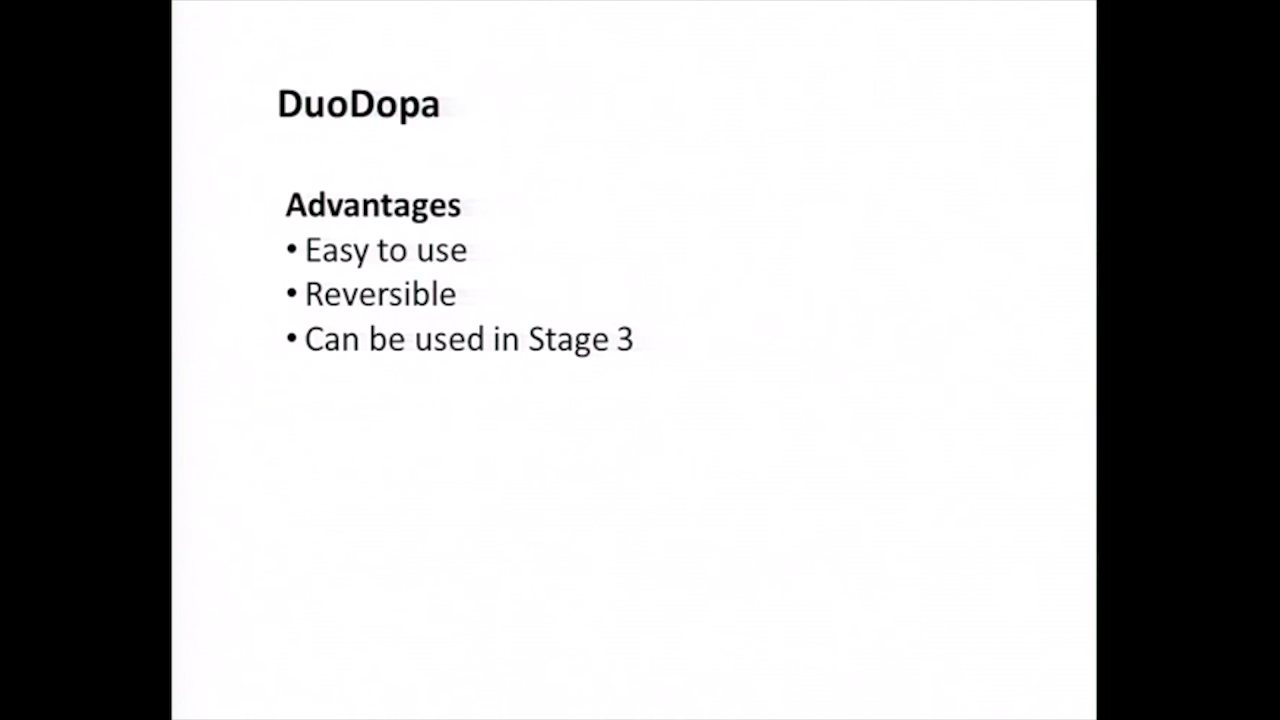 DuoDopa
Advantages
• Easy to use
• Reversible
• Can be used in Stage 3